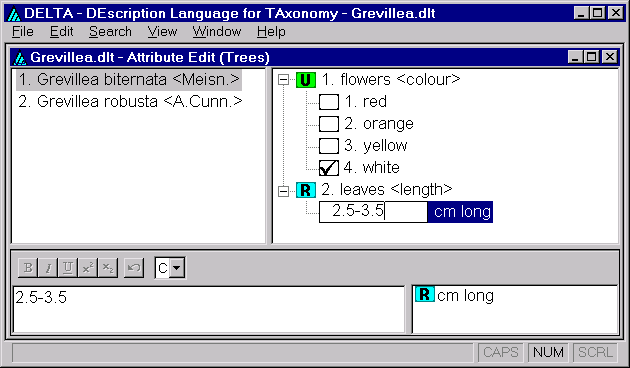 DELTA - DEscription Language for TAxonomy - Grevillea.dlt
File Edit Search View Window Help
Grevillea.dlt - Attribute Edit (Trees)
1. Grevillea biternata <Meisn.>
2. Grevillea robusta <A.Cunn.>
U 1. flowers <colour>
1. red
2. orange
3. yellow
4. white
R 2. leaves <length>
2.5-3.5 cm long
B I U x² x₂ C
2.5-3.5
R cm long
CAPS NUM SCRL